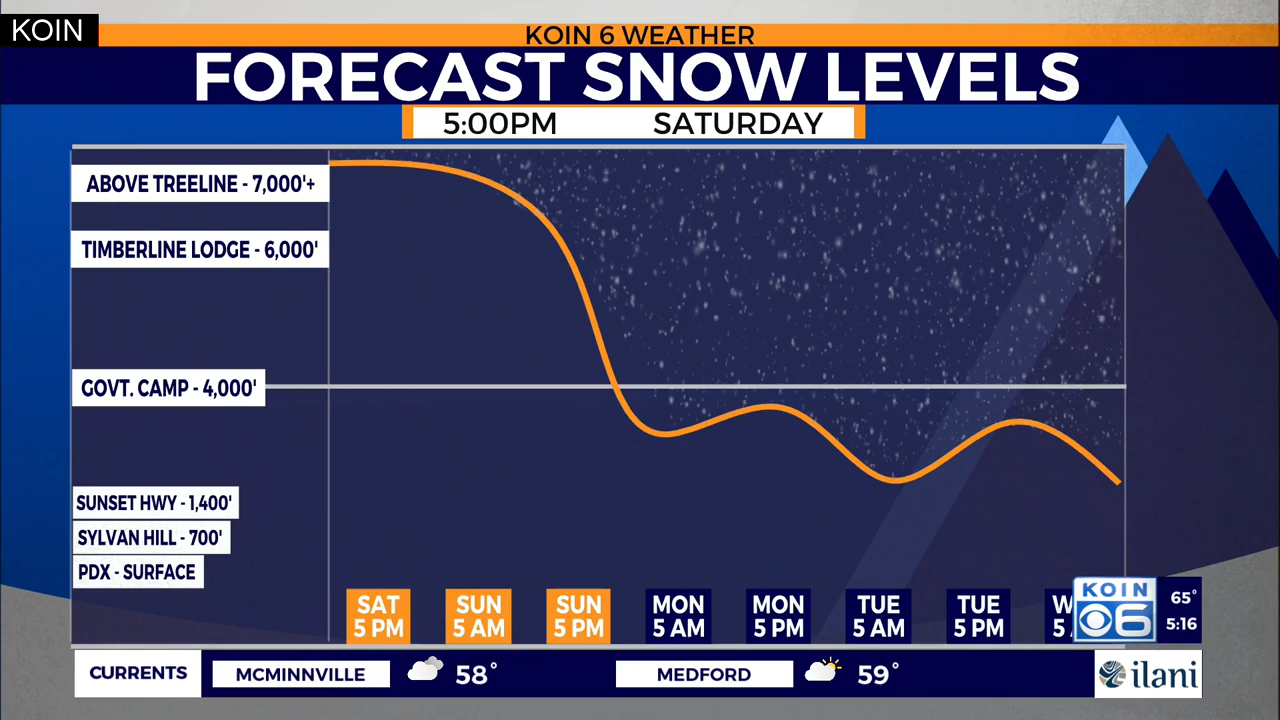 KOIN
KOIN 6 WEATHER
FORECAST SNOW LEVELS
5:00PM SATURDAY
ABOVE TREELINE - 7,000'+
TIMBERLINE LODGE - 6,000'
GOVT. CAMP - 4,000'
SUNSET HWY - 1,400'
SYLVAN HILL - 700'
PDX - SURFACE
SAT SUN SUN MON MON TUE TUE
5 PM 5 AM 5 PM 5 AM 5 PM 5 AM 5 PM 5
KOIN 65°
6 5:16
CURRENTS MCMINNVILLE 58° MEDFORD 59° ilani